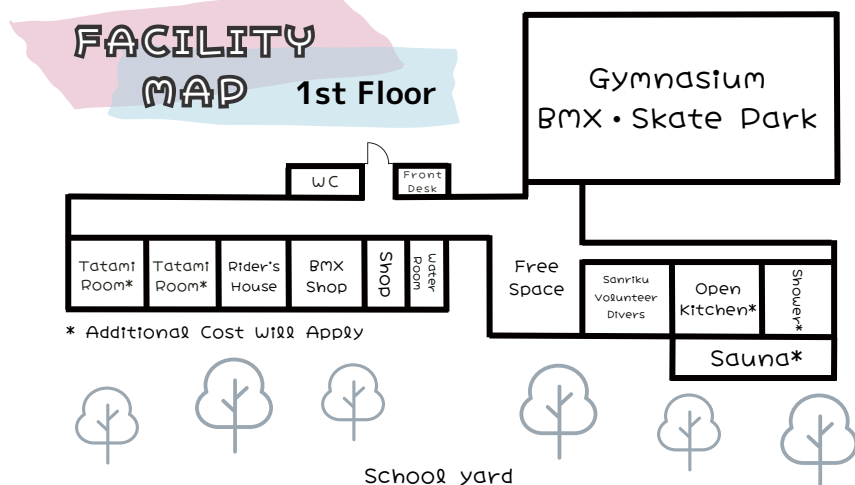 FACILITY
MAP
1st Floor
Gymnasium
BMX・Skate Park
WC
Front
Desk
Tatami
Room*
Tatami
Room*
Rider's
House
BMX
Shop
Shop
Water
Room
Free
Space
Sanriku
Volunteer
Divers
Open
Kitchen*
Shower*
Sauna*
* Additional Cost Will Apply
School yard